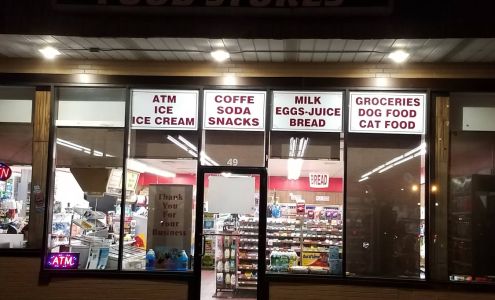 FOOD STORES
ATM
ICE
ICE CREAM
COFFE
SODA
SNACKS
MILK
EGGS-JUICE
BREAD
GROCERIES
DOG FOOD
CAT FOOD
49
BREAD
Thank
You
For
Your
Business
ATM